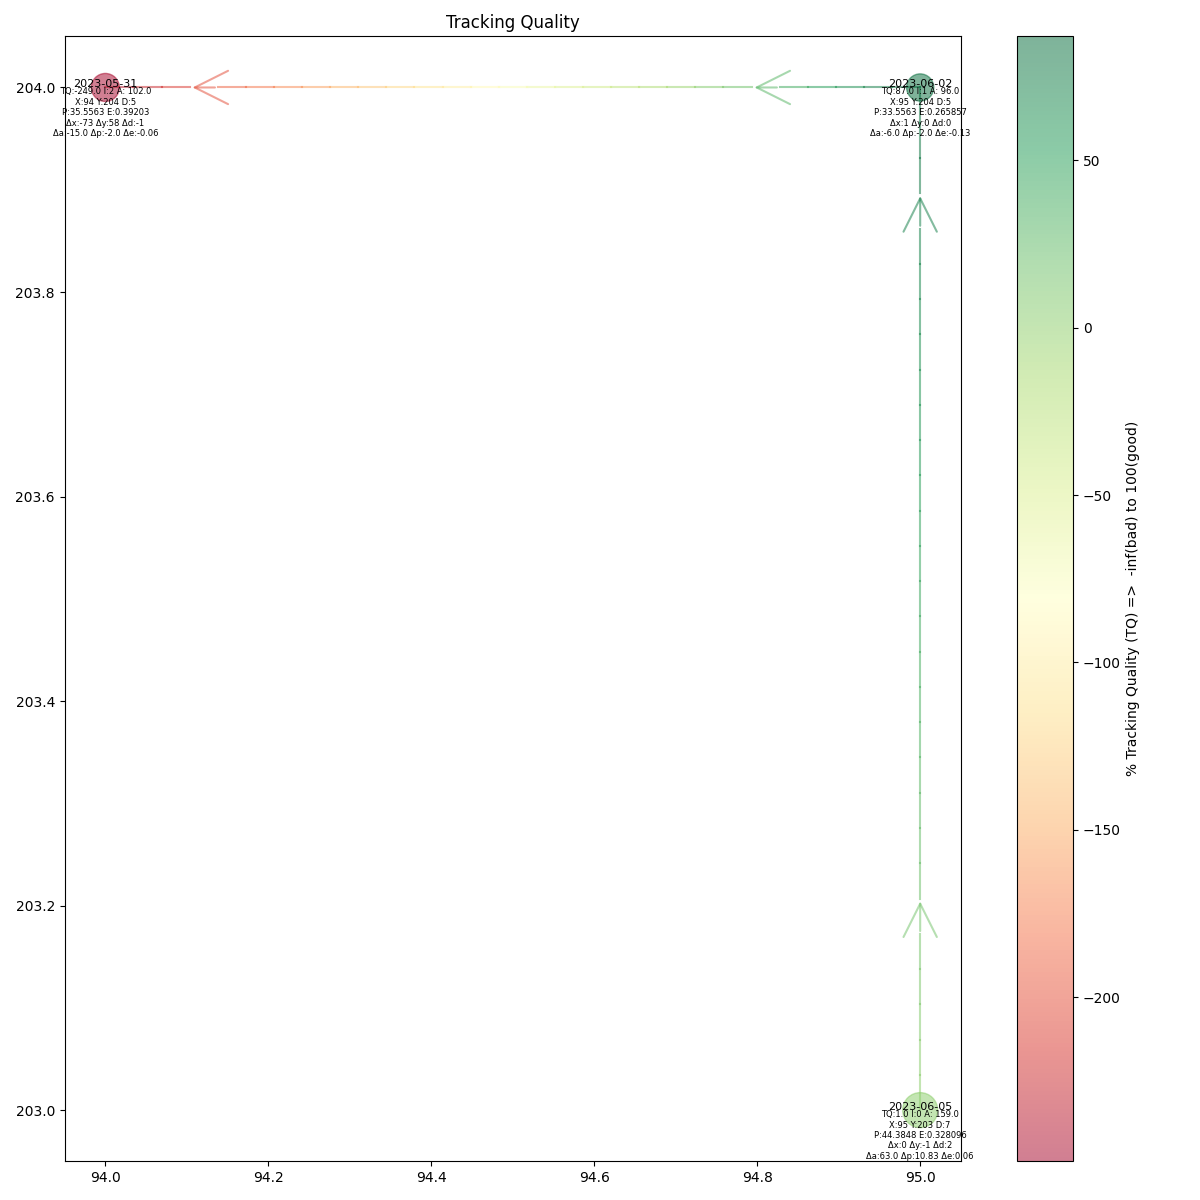 Tracking Quality
204.0
203.8
203.6
203.4
203.2
203.0
2023-05-31
TQ:-249.0 I:2 A: 102.0
X:94 Y:204 D:5
P:35.5563 E:0.39203
Δx:-73 Δy:58 Δd:-1
Δa:-15.0 Δp:-2.0 Δe:-0.06
2023-06-02
TQ:87.0 I:1 A: 96.0
X:95 Y:204 D:5
P:33.5563 E:0.265857
Δx:1 Δy:0 Δd:0
Δa:-6.0 Δp:-2.0 Δe:-0.13
2023-06-05
TQ:1.0 I:0 A: 159.0
X:95 Y:203 D:7
P:44.3848 E:0.328096
Δx:0 Δy:-1 Δd:2
Δa:63.0 Δp:10.83 Δe:0.06
94.0
94.2
94.4
94.6
94.8
95.0
50
0
−50
−100
−150
−200
% Tracking Quality (TQ) => -inf(bad) to 100(good)